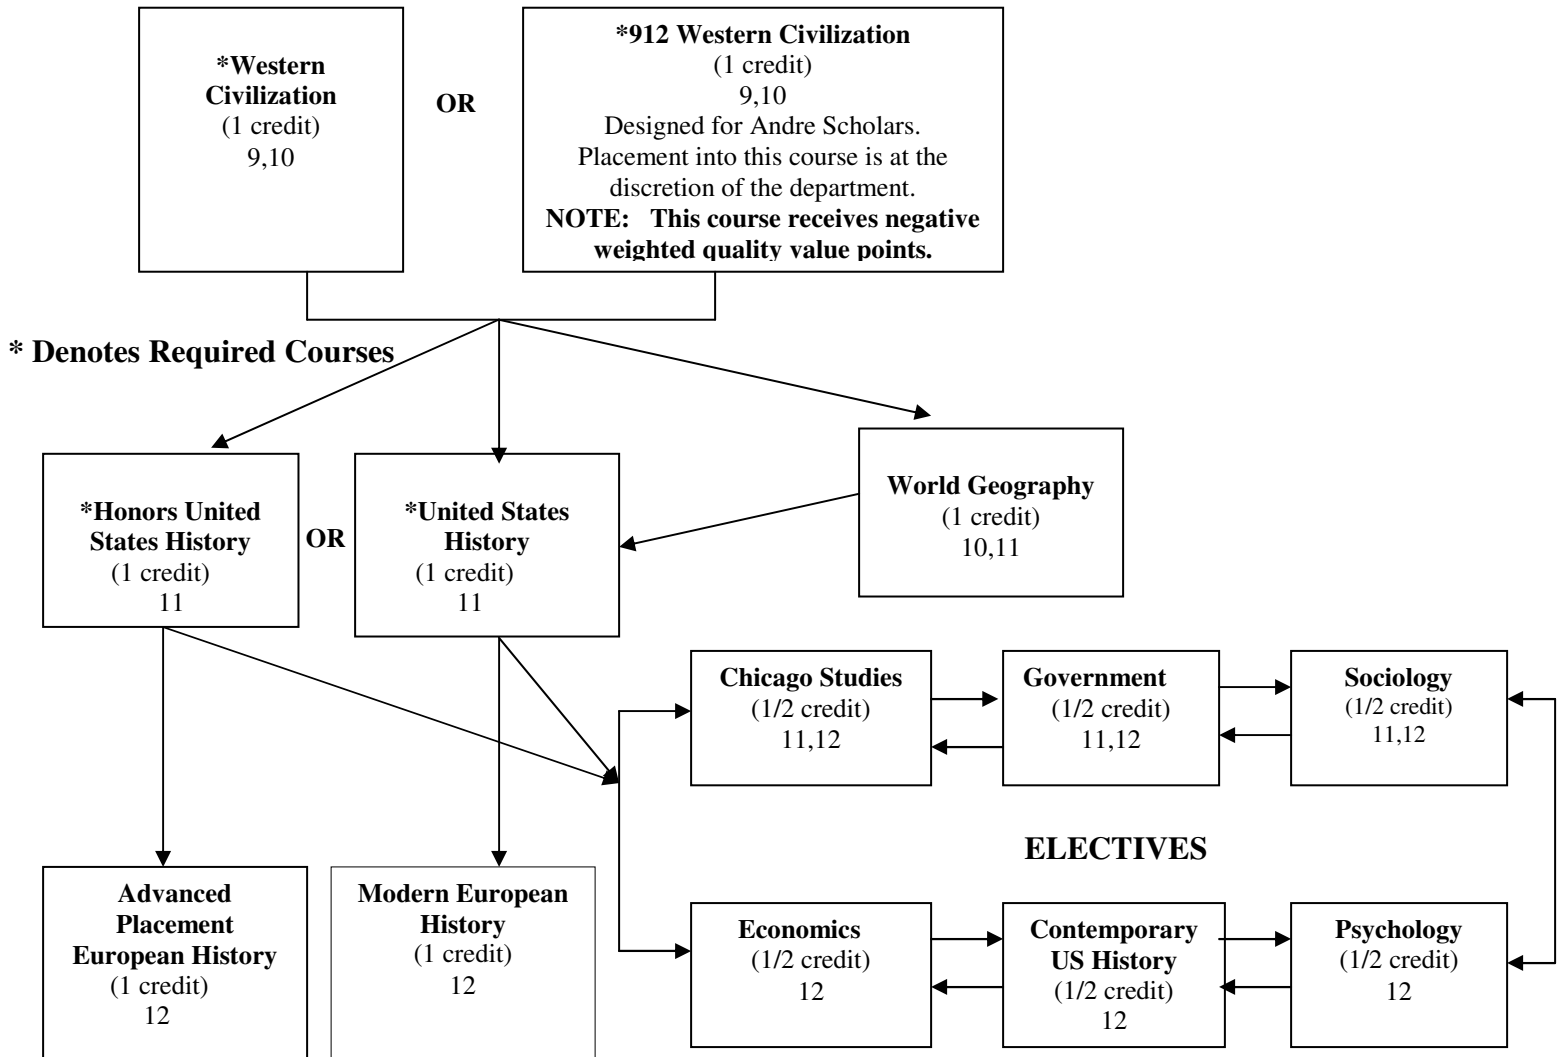 *Western
Civilization
(1 credit)
9,10
OR
*912 Western Civilization
(1 credit)
9,10
Designed for Andre Scholars.
Placement into this course is at the
discretion of the department.
NOTE: This course receives negative
weighted quality value points.
* Denotes Required Courses
*Honors United
States History
(1 credit)
11
OR
*United States
History
(1 credit)
11
World Geography
(1 credit)
10,11
Chicago Studies
(1/2 credit)
11,12
Government
(1/2 credit)
11,12
Sociology
(1/2 credit)
11,12
ELECTIVES
Advanced
Placement
European History
(1 credit)
12
Modern European
History
(1 credit)
12
Economics
(1/2 credit)
12
Contemporary
US History
(1/2 credit)
12
Psychology
(1/2 credit)
12